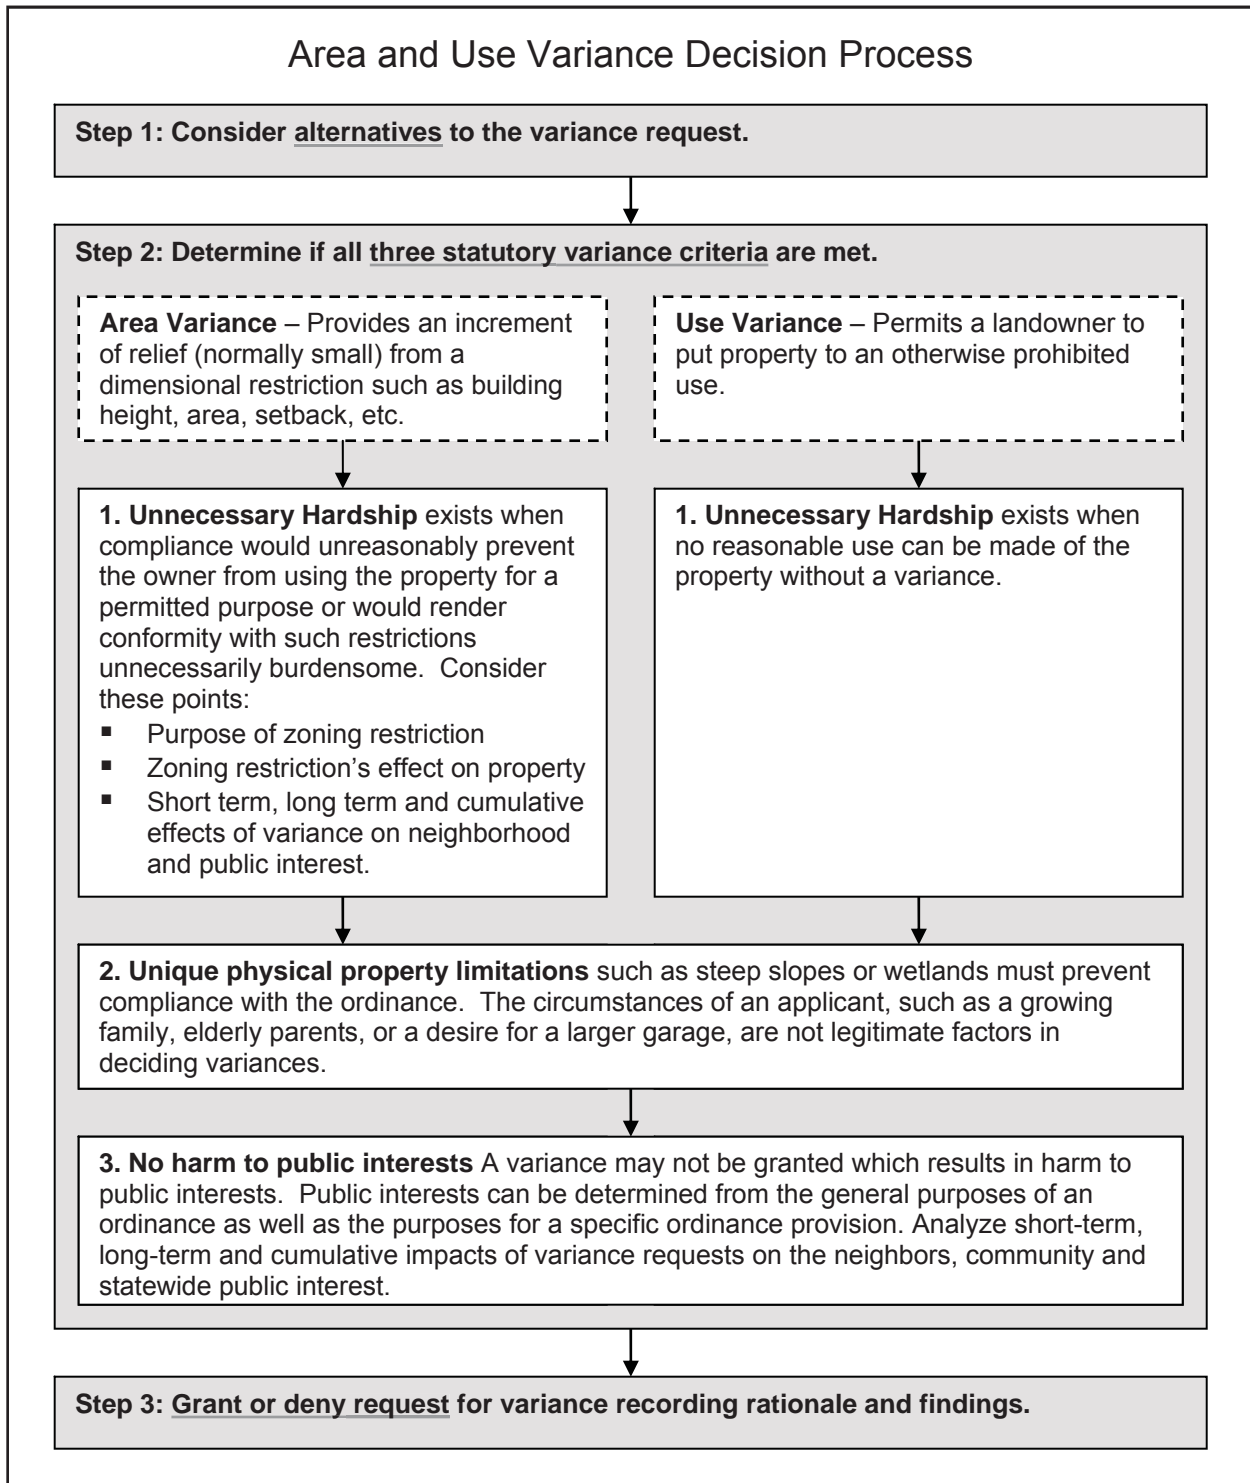 Area and Use Variance Decision Process
Step 1: Consider alternatives to the variance request.
Step 2: Determine if all three statutory variance criteria are met.
Area Variance – Provides an increment
of relief (normally small) from a
dimensional restriction such as building
height, area, setback, etc.
Use Variance – Permits a landowner to
put property to an otherwise prohibited
use.
1. Unnecessary Hardship exists when
compliance would unreasonably prevent
the owner from using the property for a
permitted purpose or would render
conformity with such restrictions
unnecessarily burdensome.  Consider
these points:
▪ Purpose of zoning restriction
▪ Zoning restriction's effect on property
▪ Short term, long term and cumulative
effects of variance on neighborhood
and public interest.
1. Unnecessary Hardship exists when
no reasonable use can be made of the
property without a variance.
2. Unique physical property limitations such as steep slopes or wetlands must prevent
compliance with the ordinance.  The circumstances of an applicant, such as a growing
family, elderly parents, or a desire for a larger garage, are not legitimate factors in
deciding variances.
3. No harm to public interests A variance may not be granted which results in harm to
public interests.  Public interests can be determined from the general purposes of an
ordinance as well as the purposes for a specific ordinance provision. Analyze short-term,
long-term and cumulative impacts of variance requests on the neighbors, community and
statewide public interest.
Step 3: Grant or deny request for variance recording rationale and findings.